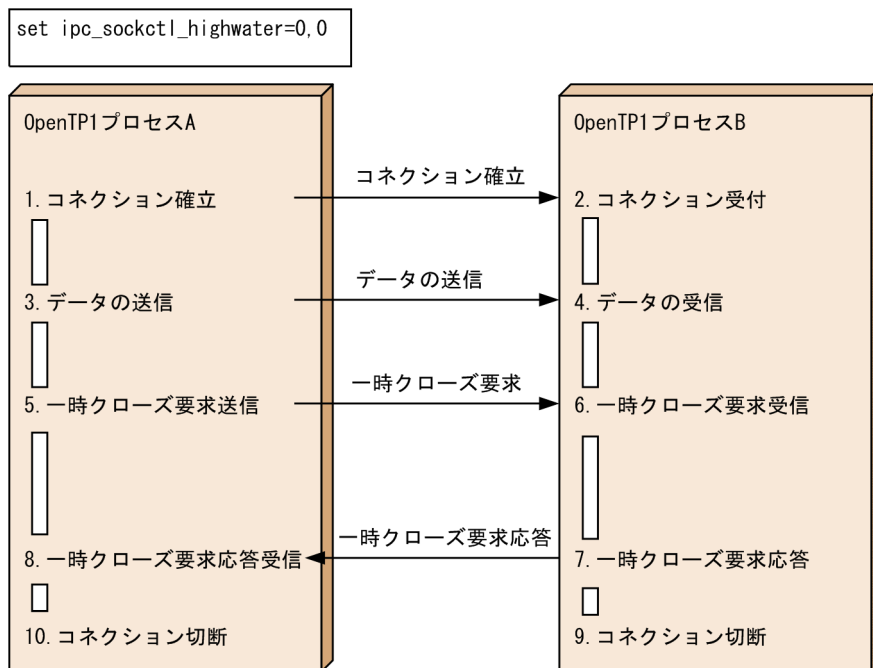 set ipc_sockctl_highwater=0,0
OpenTP1プロセスA
OpenTP1プロセスB
コネクション確立
1. コネクション確立
2. コネクション受付
データの送信
3. データの送信
4. データの受信
一時クローズ要求
5. 一時クローズ要求送信
6. 一時クローズ要求受信
一時クローズ要求応答
8. 一時クローズ要求応答受信
7. 一時クローズ要求応答
10. コネクション切断
9. コネクション切断